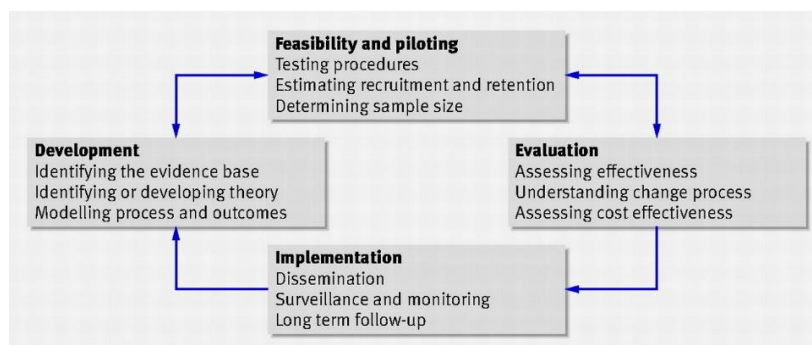 Feasibility and piloting
Testing procedures
Estimating recruitment and retention
Determining sample size
Development
Identifying the evidence base
Identifying or developing theory
Modelling process and outcomes
Evaluation
Assessing effectiveness
Understanding change process
Assessing cost effectiveness
Implementation
Dissemination
Surveillance and monitoring
Long term follow-up